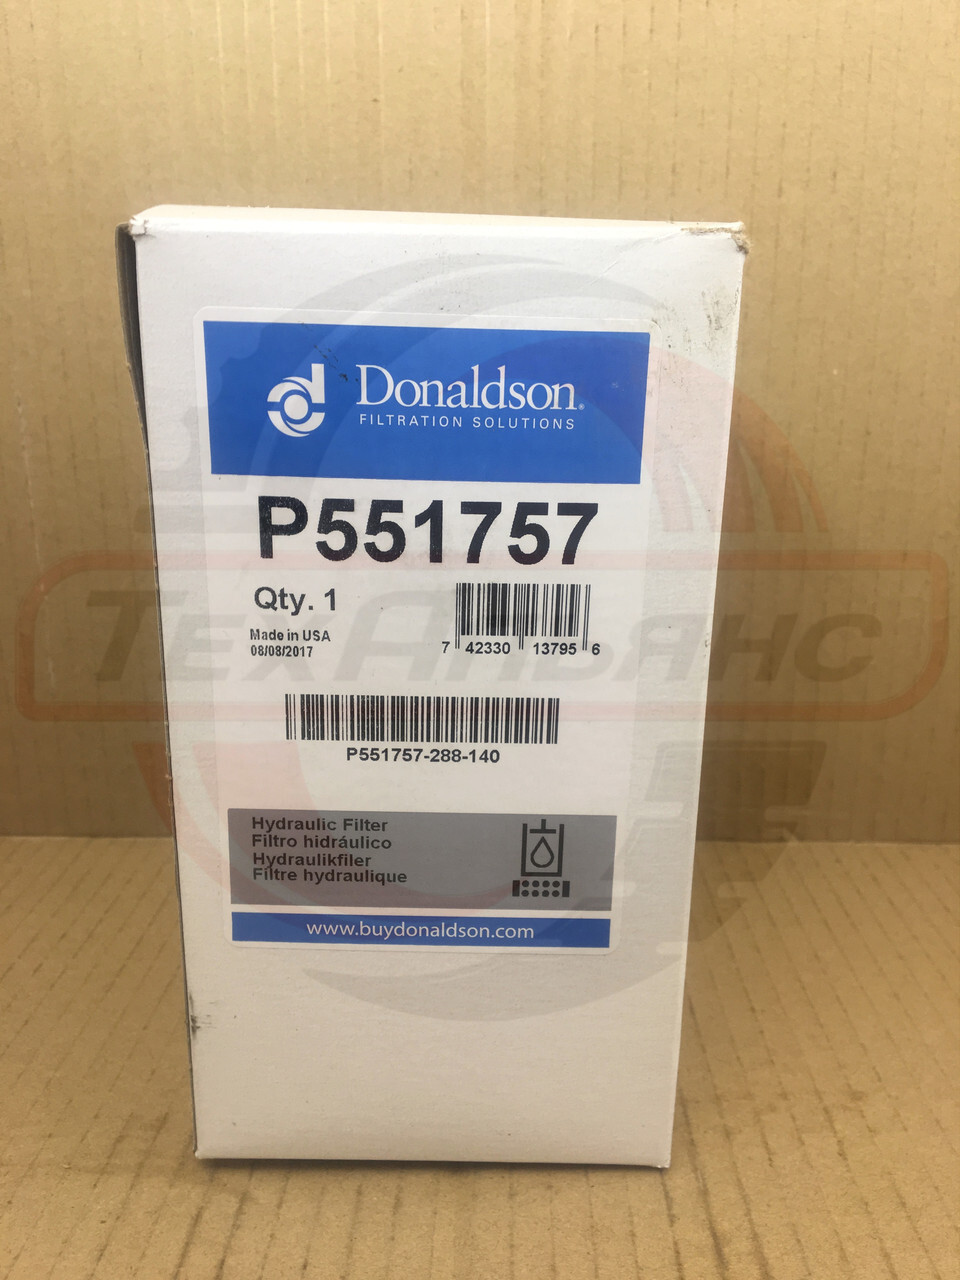 Donaldson®
FILTRATION SOLUTIONS
P551757
Qty. 1
Made in USA
08/08/2017
7 42330 13795 6
P551757-288-140
Hydraulic Filter
Filtro hidráulico
Hydraulikfiler
Filtre hydraulique
www.buydonaldson.com
ТехАльянс